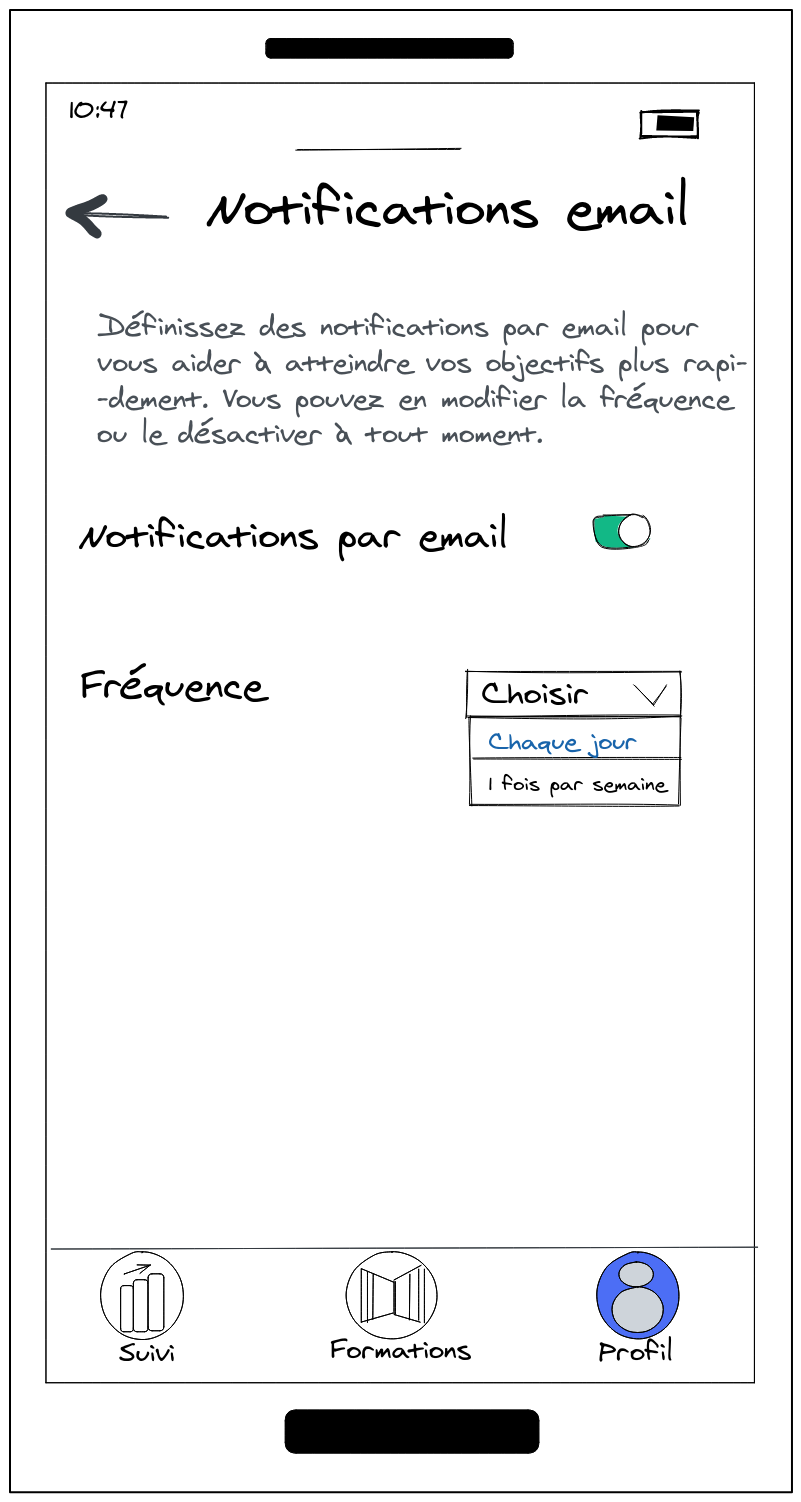 10:47
Notifications email
Définissez des notifications par email pour
vous aider à atteindre vos objectifs plus rapi-
-dement. Vous pouvez en modifier la fréquence
ou le désactiver à tout moment.
Notifications par email
Fréquence
Choisir
Chaque jour
1 fois par semaine
Suivi
Formations
Profil